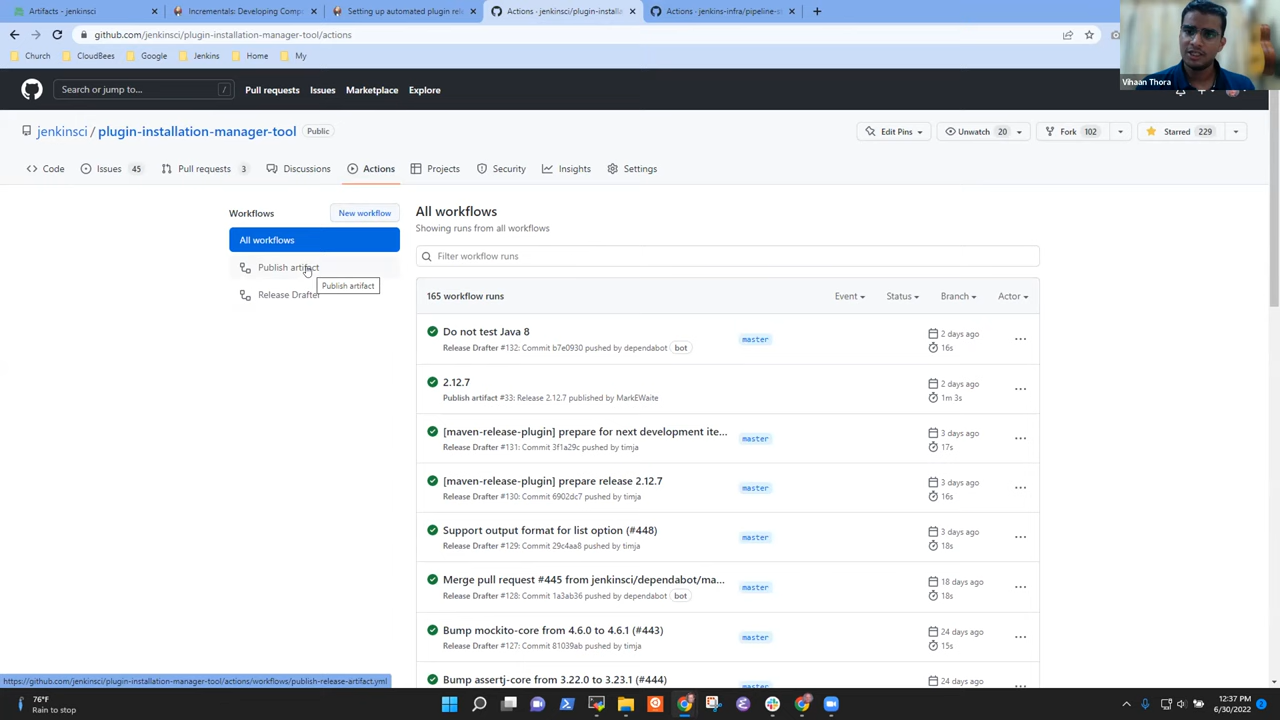 Artifacts - jenkinsci/
Incrementals: Developing Comp
Setting up automated plugin rele
Actions - jenkinsci/plugin-installa
Actions - jenkins-infra/pipeline-c
github.com/jenkinsci/plugin-installation-manager-tool/actions
Church
CloudBees
Google
Jenkins
Home
My
Vihaan Thora
Search or jump to...
/
Pull requests
Issues
Marketplace
Explore
jenkinsci / plugin-installation-manager-tool
Public
Edit Pins
Unwatch 20
Fork 102
Starred 229
Code
Issues 45
Pull requests 3
Discussions
Actions
Projects
Security
Insights
Settings
Workflows
New workflow
All workflows
Publish artifact
Publish artifact
Release Drafter
All workflows
Showing runs from all workflows
Filter workflow runs
165 workflow runs
Event
Status
Branch
Actor
Do not test Java 8
Release Drafter #132: Commit b7e0930 pushed by dependabot bot
master
2 days ago
16s
2.12.7
Publish artifact #33: Release 2.12.7 published by MarkEWaite
2 days ago
1m 3s
[maven-release-plugin] prepare for next development ite...
Release Drafter #131: Commit 3f1a29c pushed by timja
master
3 days ago
17s
[maven-release-plugin] prepare release 2.12.7
Release Drafter #130: Commit 6902dc7 pushed by timja
master
3 days ago
16s
Support output format for list option (#448)
Release Drafter #129: Commit 29c4aa8 pushed by timja
master
3 days ago
18s
Merge pull request #445 from jenkinsci/dependabot/ma...
Release Drafter #128: Commit 1a3ab36 pushed by dependabot bot
master
18 days ago
18s
Bump mockito-core from 4.6.0 to 4.6.1 (#443)
Release Drafter #127: Commit 81039ab pushed by timja
master
24 days ago
15s
Bump assertj-core from 3.22.0 to 3.23.1 (#444)
master
24 days ago
https://github.com/jenkinsci/plugin-installation-manager-tool/actions/workflows/publish-release-artifact.yml
76°F
Rain to stop
12:37 PM
6/30/2022